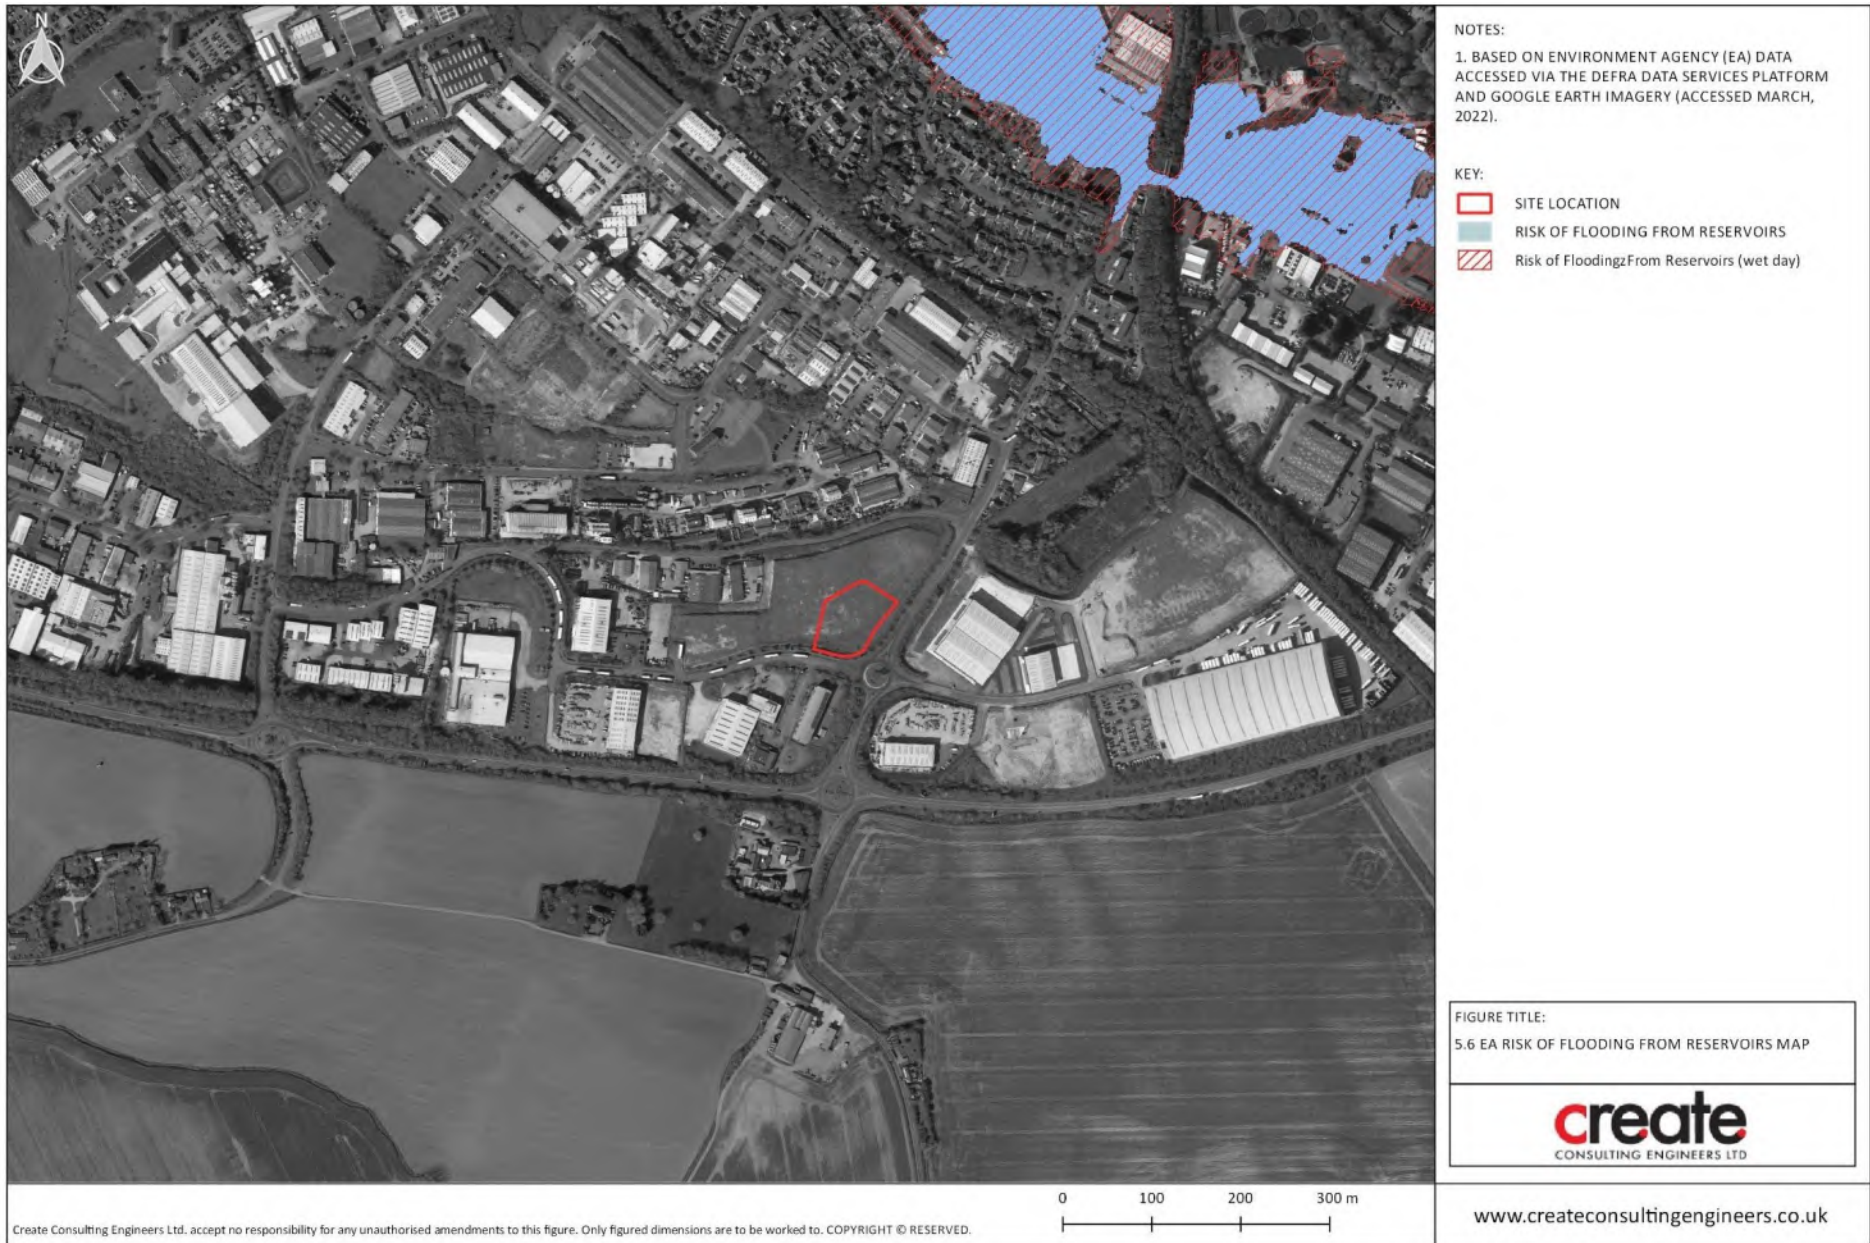 N
NOTES:
1. BASED ON ENVIRONMENT AGENCY (EA) DATA
ACCESSED VIA THE DEFRA DATA SERVICES PLATFORM
AND GOOGLE EARTH IMAGERY (ACCESSED MARCH,
2022).
KEY:
SITE LOCATION
RISK OF FLOODING FROM RESERVOIRS
Risk of FloodingzFrom Reservoirs (wet day)
FIGURE TITLE:
5.6 EA RISK OF FLOODING FROM RESERVOIRS MAP
create
CONSULTING ENGINEERS LTD
0 100 200 300 m
Create Consulting Engineers Ltd. accept no responsibility for any unauthorised amendments to this figure. Only figured dimensions are to be worked to. COPYRIGHT © RESERVED.
www.createconsultingengineers.co.uk